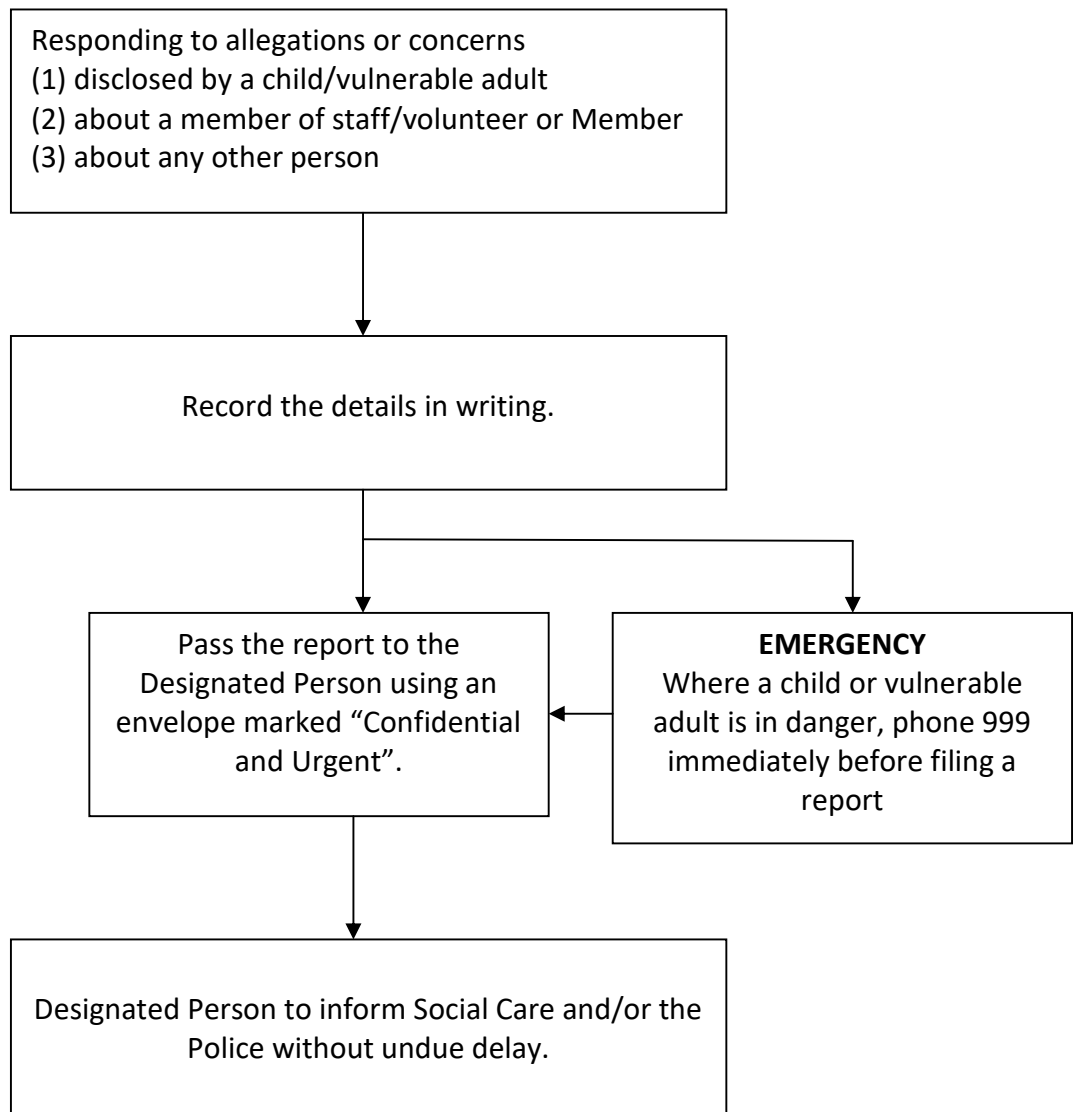 Responding to allegations or concerns
(1) disclosed by a child/vulnerable adult
(2) about a member of staff/volunteer or Member
(3) about any other person
Record the details in writing.
Pass the report to the
Designated Person using an
envelope marked “Confidential
and Urgent”.
EMERGENCY
Where a child or vulnerable
adult is in danger, phone 999
immediately before filing a
report
Designated Person to inform Social Care and/or the
Police without undue delay.